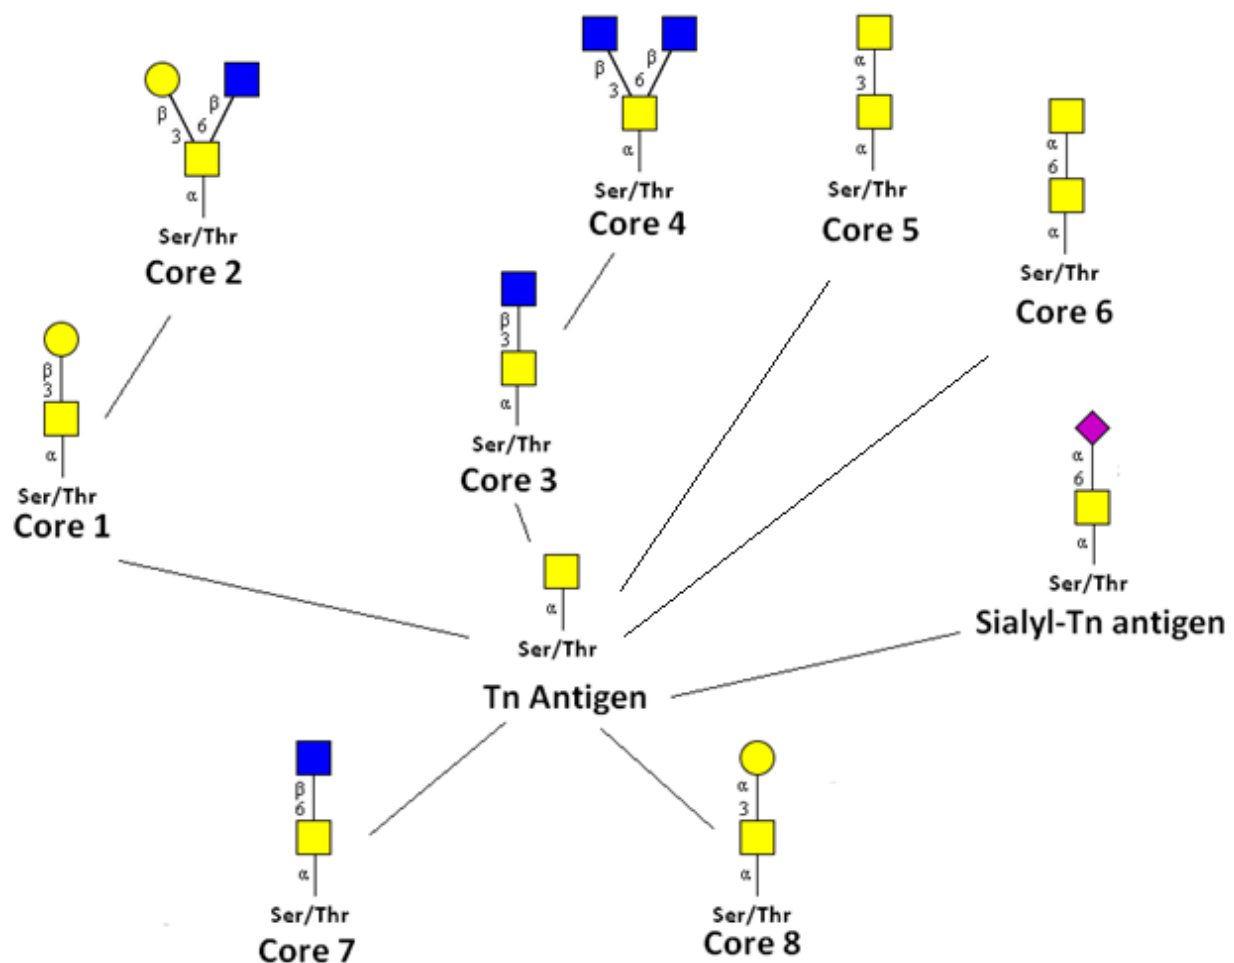 β
3
6
β
α
Ser/Thr
Core 2
β
3
6
β
α
Ser/Thr
Core 4
α
3
α
Ser/Thr
Core 5
α
6
α
Ser/Thr
Core 6
β
3
α
Ser/Thr
Core 1
β
3
α
Ser/Thr
Core 3
α
Ser/Thr
Tn Antigen
α
6
α
Ser/Thr
Sialyl-Tn antigen
β
6
α
Ser/Thr
Core 7
α
3
α
Ser/Thr
Core 8